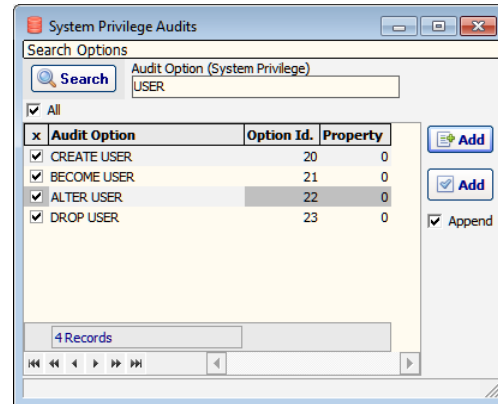 System Privilege Audits
Search Options
Search
Audit Option (System Privilege)
USER
All
x Audit Option Option Id. Property
CREATE USER 20 0
BECOME USER 21 0
ALTER USER 22 0
DROP USER 23 0
4 Records
Add
Add
Append